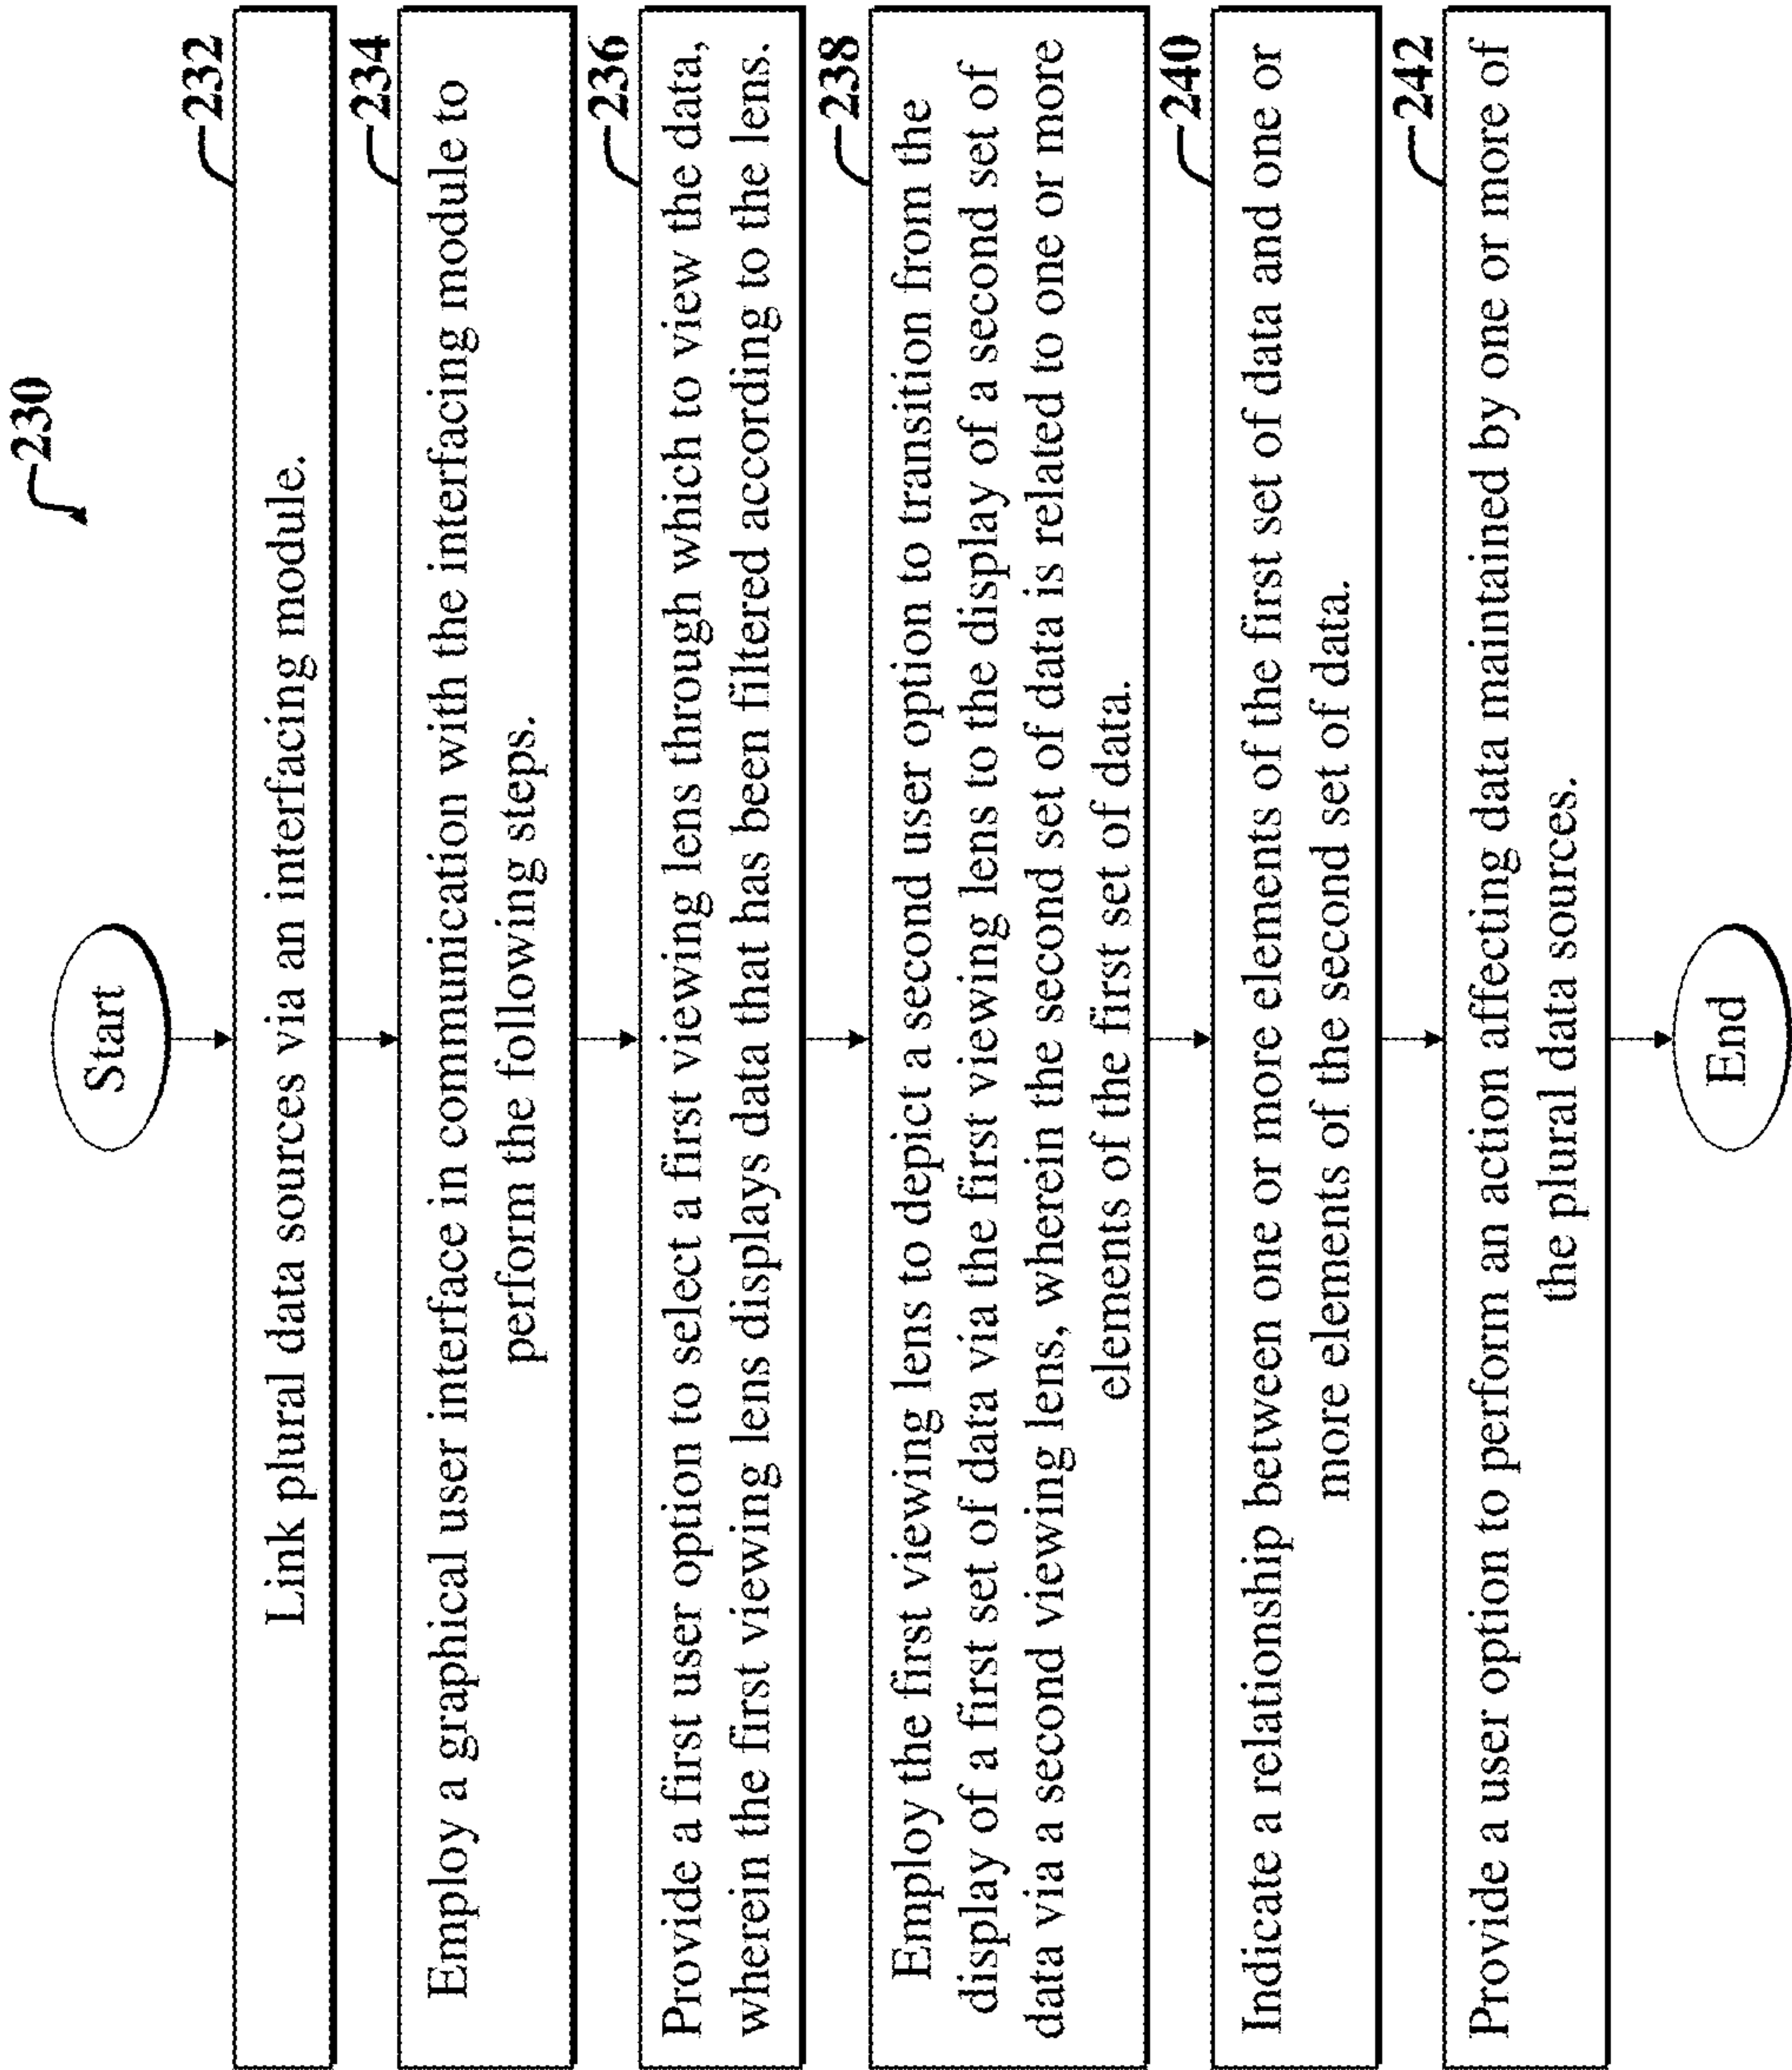 230
Start
232
Link plural data sources via an interfacing module.
234
Employ a graphical user interface in communication with the interfacing module to
perform the following steps.
236
Provide a first user option to select a first viewing lens through which to view the data,
wherein the first viewing lens displays data that has been filtered according to the lens.
238
Employ the first viewing lens to depict a second user option to transition from the
display of a first set of data via the first viewing lens to the display of a second set of
data via a second viewing lens, wherein the second set of data is related to one or more
elements of the first set of data.
240
Indicate a relationship between one or more elements of the first set of data and one or
more elements of the second set of data.
242
Provide a user option to perform an action affecting data maintained by one or more of
the plural data sources.
End